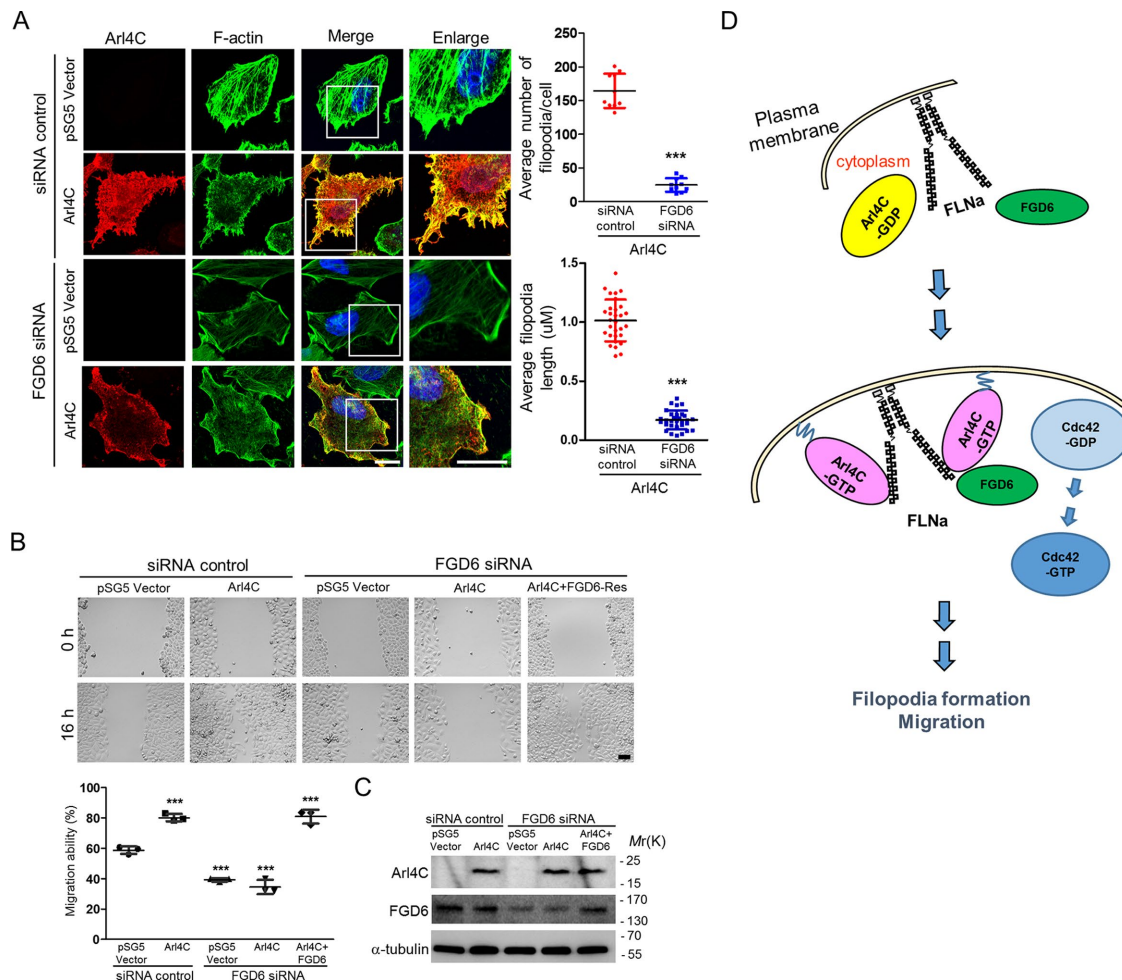 A
Arl4C F-actin Merge Enlarge
siRNA control
pSG5 Vector
Arl4C
FGD6 siRNA
pSG5 Vector
Arl4C
Average number of
filopodia/cell
250
200
150
100
50
0
***
siRNA
control
FGD6
siRNA
Arl4C
Average filopodia
length (uM)
1.5
1.0
0.5
0.0
***
siRNA
control
FGD6
siRNA
Arl4C
B
siRNA control FGD6 siRNA
pSG5 Vector Arl4C pSG5 Vector Arl4C Arl4C+FGD6-Res
0 h
16 h
Migration ability (%)
100
80
60
40
20
0
*** *** *** ***
pSG5
Vector
Arl4C
pSG5
Vector
Arl4C
Arl4C+
FGD6
siRNA control FGD6 siRNA
C
siRNA control FGD6 siRNA
pSG5
Vector
Arl4C
pSG5
Vector
Arl4C
Arl4C+
FGD6
Mr(K)
Arl4C
- 25
- 15
FGD6
- 170
- 130
α-tubulin
- 70
- 55
D
Plasma
membrane
cytoplasm
Arl4C
-GDP
FLNa
FGD6
Arl4C
-GTP
Arl4C
-GTP
FGD6
FLNa
Cdc42
-GDP
Cdc42
-GTP
Filopodia formation
Migration